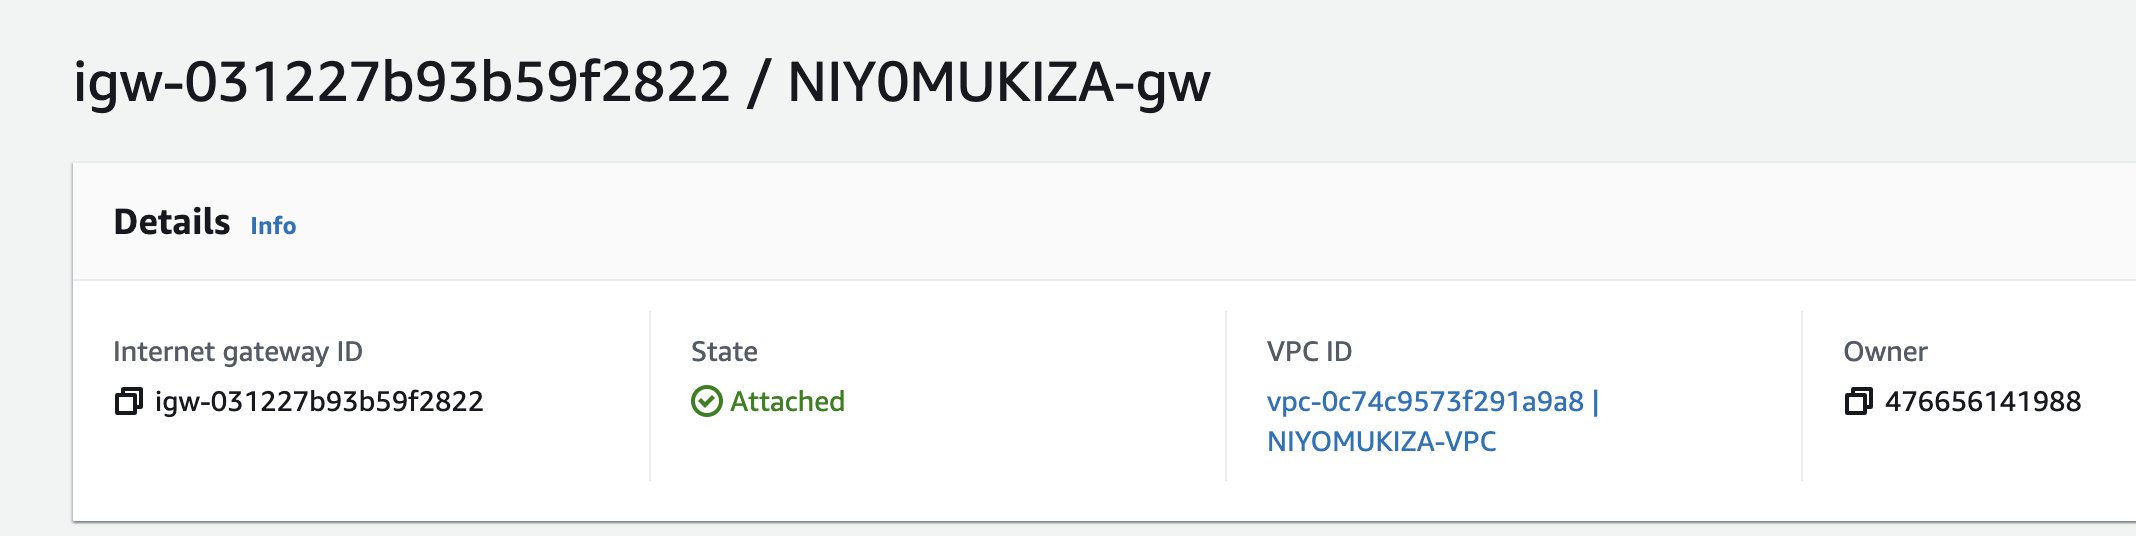 igw-031227b93b59f2822 / NIY0MUKIZA-gw
Details Info
Internet gateway ID
igw-031227b93b59f2822
State
Attached
VPC ID
vpc-0c74c9573f291a9a8 |
NIYOMUKIZA-VPC
Owner
476656141988